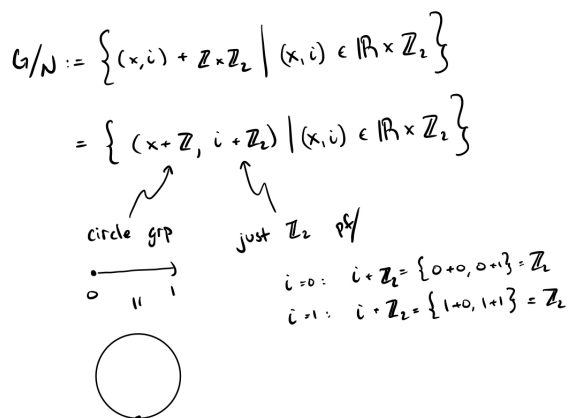 G/N := {(x,i) + ℤ×ℤ₂ | (x,i) ∈ ℝ × ℤ₂}
= { (x+ℤ, i+ℤ₂) | (x,i) ∈ ℝ × ℤ₂}
circle grp just ℤ₂ pf/
0 1
i=0: i+ℤ₂ = {0+0, 0+1} = ℤ₂
i=1: i+ℤ₂ = {1+0, 1+1} = ℤ₂